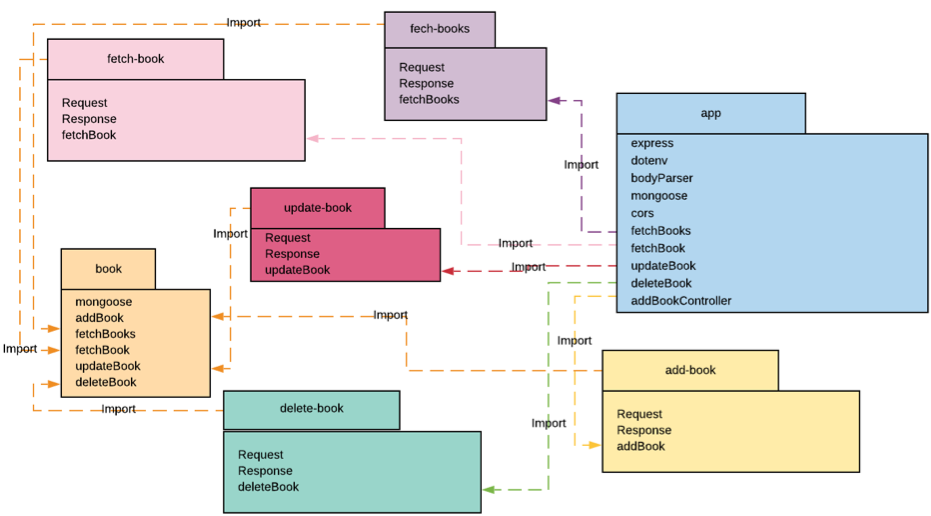 Import
fech-books
Request
Response
fetchBooks
fetch-book
Request
Response
fetchBook
app
express
dotenv
bodyParser
mongoose
cors
fetchBooks
fetchBook
updateBook
deleteBook
addBookController
Import
update-book
Request
Response
updateBook
Import
Import
Import
book
mongoose
addBook
fetchBooks
fetchBook
updateBook
deleteBook
Import
Import
Import
Import
delete-book
Request
Response
deleteBook
Import
add-book
Request
Response
addBook